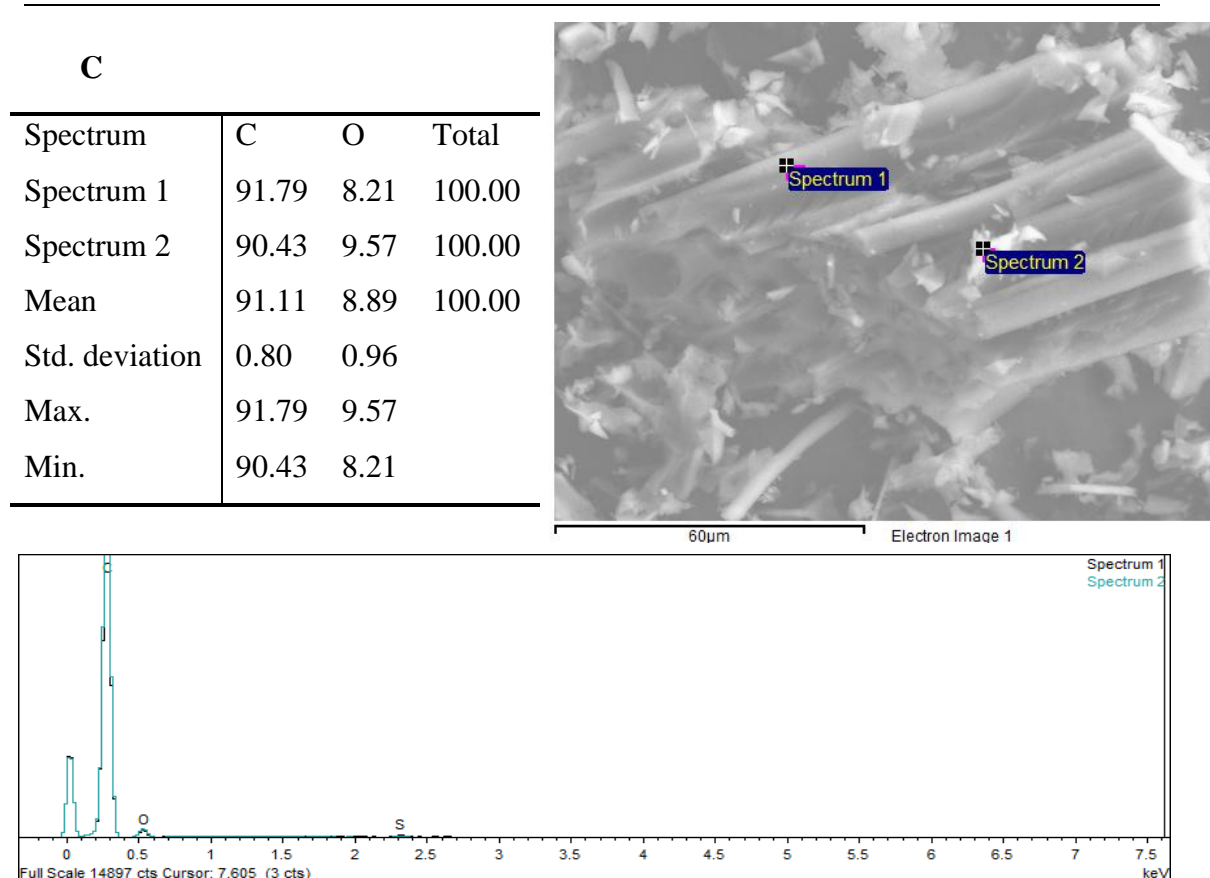 C
Spectrum C O Total
Spectrum 1 91.79 8.21 100.00
Spectrum 2 90.43 9.57 100.00
Mean 91.11 8.89 100.00
Std. deviation 0.80 0.96
Max. 91.79 9.57
Min. 90.43 8.21
Spectrum 1
Spectrum 2
60µm Electron Image 1
Spectrum 1
Spectrum 2
C
O
S
0 0.5 1 1.5 2 2.5 3 3.5 4 4.5 5 5.5 6 6.5 7 7.5
Full Scale 14897 cts Cursor: 7.605 (3 cts) keV